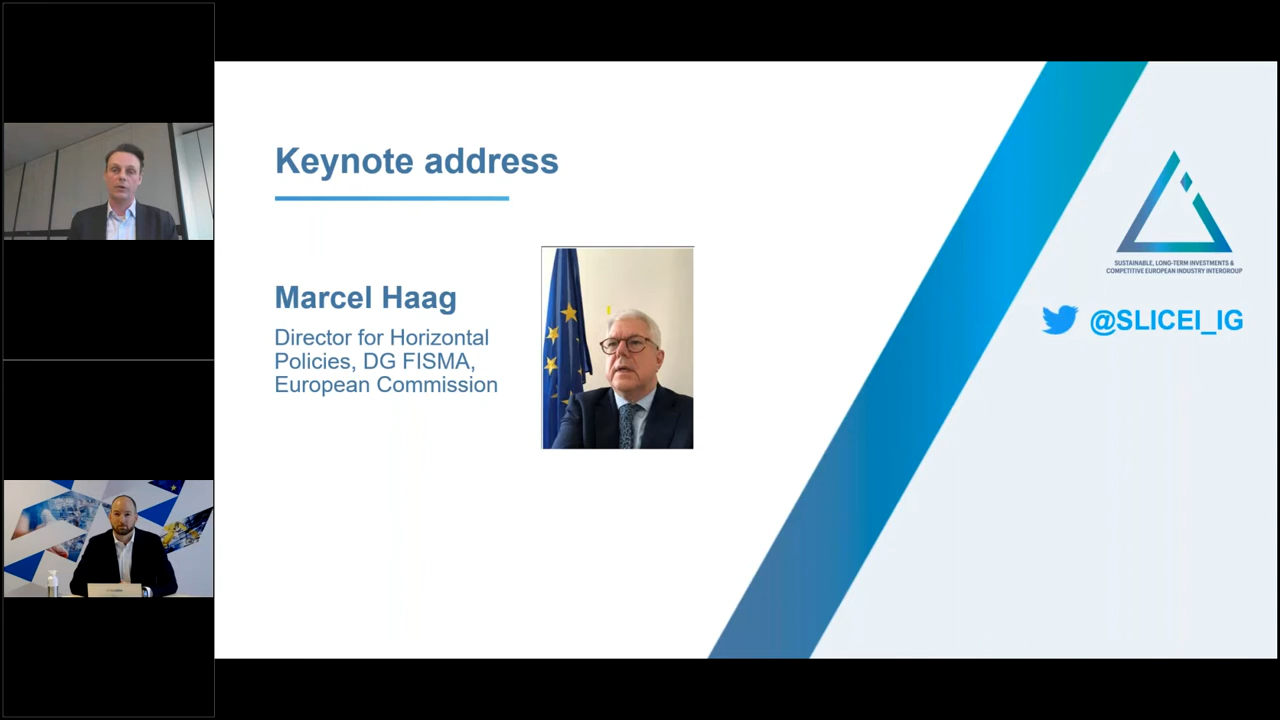 Keynote address
Marcel Haag
Director for Horizontal
Policies, DG FISMA,
European Commission
SUSTAINABLE, LONG-TERM INVESTMENTS &
COMPETITIVE EUROPEAN INDUSTRY INTERGROUP
@SLICEI_IG